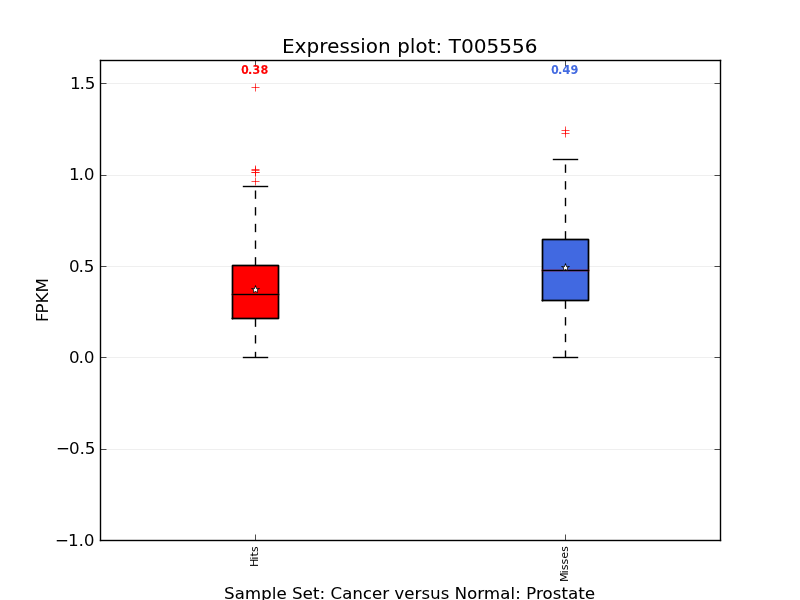 Expression plot: T005556
0.38
0.49
1.5
1.0
0.5
0.0
−0.5
−1.0
FPKM
Hits
Misses
Sample Set: Cancer versus Normal: Prostate